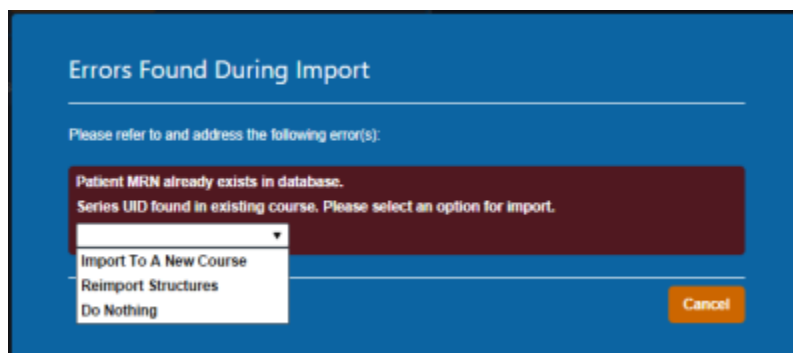 Errors Found During Import
Please refer to and address the following error(s):
Patient MRN already exists in database.
Series UID found in existing course. Please select an option for import.
Import To A New Course
Reimport Structures
Do Nothing
Cancel